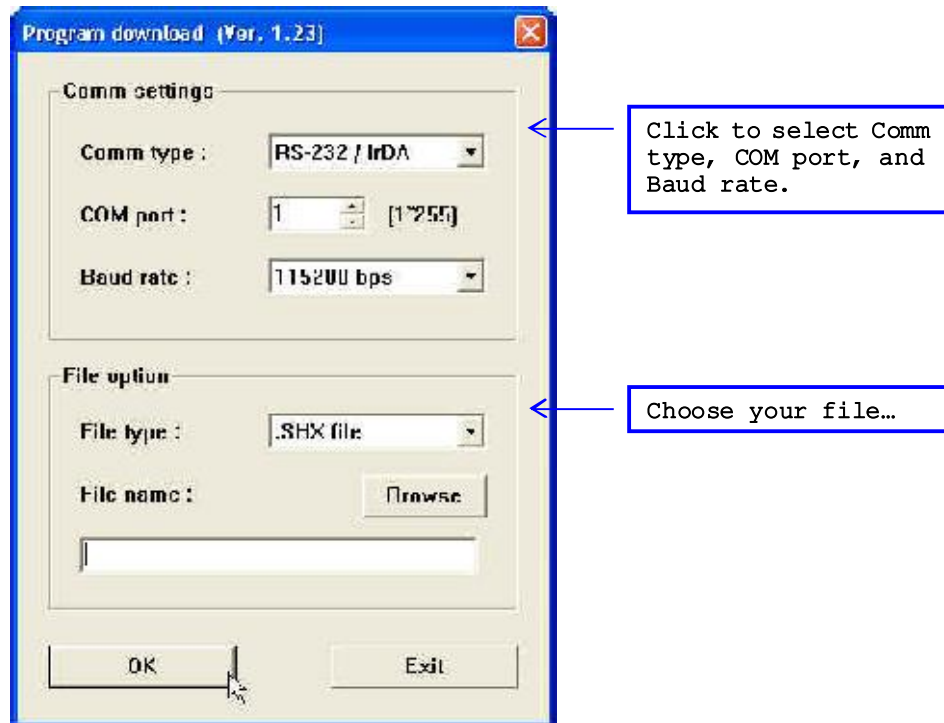 Program download (Ver. 1.23)
Comm settings
Comm type : RS-232 / IrDA
COM port : 1 [1~255]
Baud rate : 115200 bps
Click to select Comm
type, COM port, and
Baud rate.
File option
File type : .SHX file
Choose your file…
File name : Browse
OK Exit